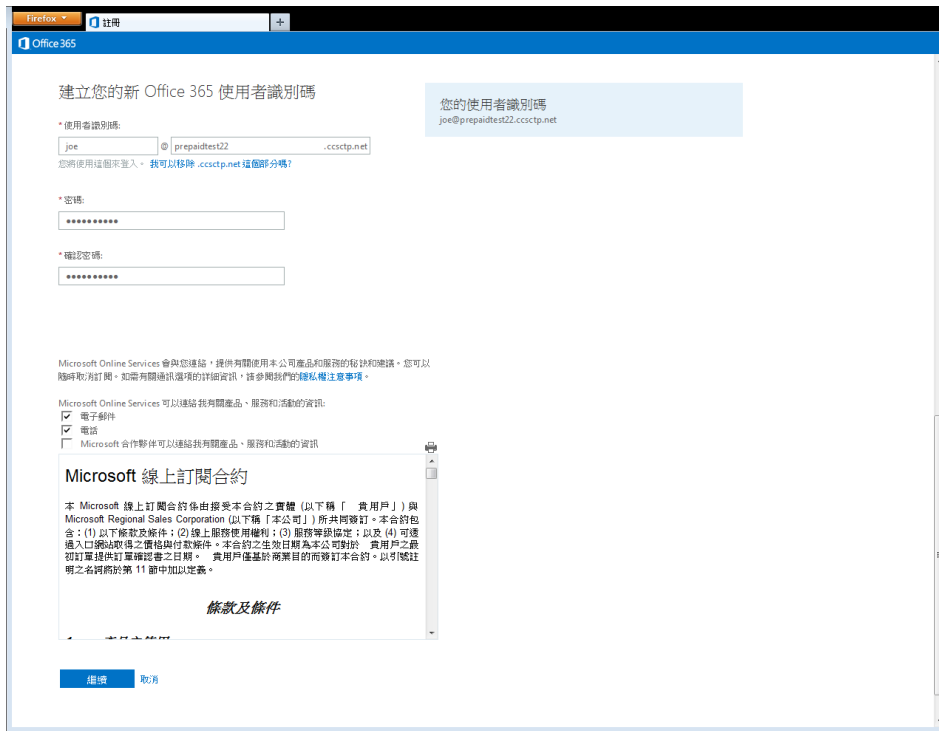 Firefox
註冊
+
Office 365
建立您的新 Office 365 使用者識別碼
* 使用者識別碼:
joe @ prepaidtest22 .ccsctp.net
您將使用這個來登入。 我可以移除 .ccsctp.net 這個部分嗎?
您的使用者識別碼
joe@prepaidtest22.ccsctp.net
* 密碼:
* 確認密碼:
Microsoft Online Services 會與您連絡，提供有關使用本公司產品和服務的秘訣和建議。您可以
隨時取消訂閱。如需有關通訊選項的詳細資訊，請參閱我們的隱私權注意事項。
Microsoft Online Services 可以連絡我有關產品、服務和活動的資訊:
電子郵件
電話
Microsoft 合作夥伴可以連絡我有關產品、服務和活動的資訊
Microsoft 線上訂閱合約
本 Microsoft 線上訂閱合約係由接受本合約之實體 (以下稱「 貴用戶」) 與
Microsoft Regional Sales Corporation (以下稱「本公司」) 所共同簽訂。本合約包
含：(1) 以下條款及條件；(2) 線上服務使用權利；(3) 服務等級協定；以及 (4) 可透
過入口網站取得之價格與付款條件。本合約之生效日期為本公司對於 貴用戶之最
初訂單提供訂單確認書之日期。 貴用戶僅基於商業目的而簽訂本合約。以引號註
明之名詞將於第 11 節中加以定義。
條款及條件
繼續
取消